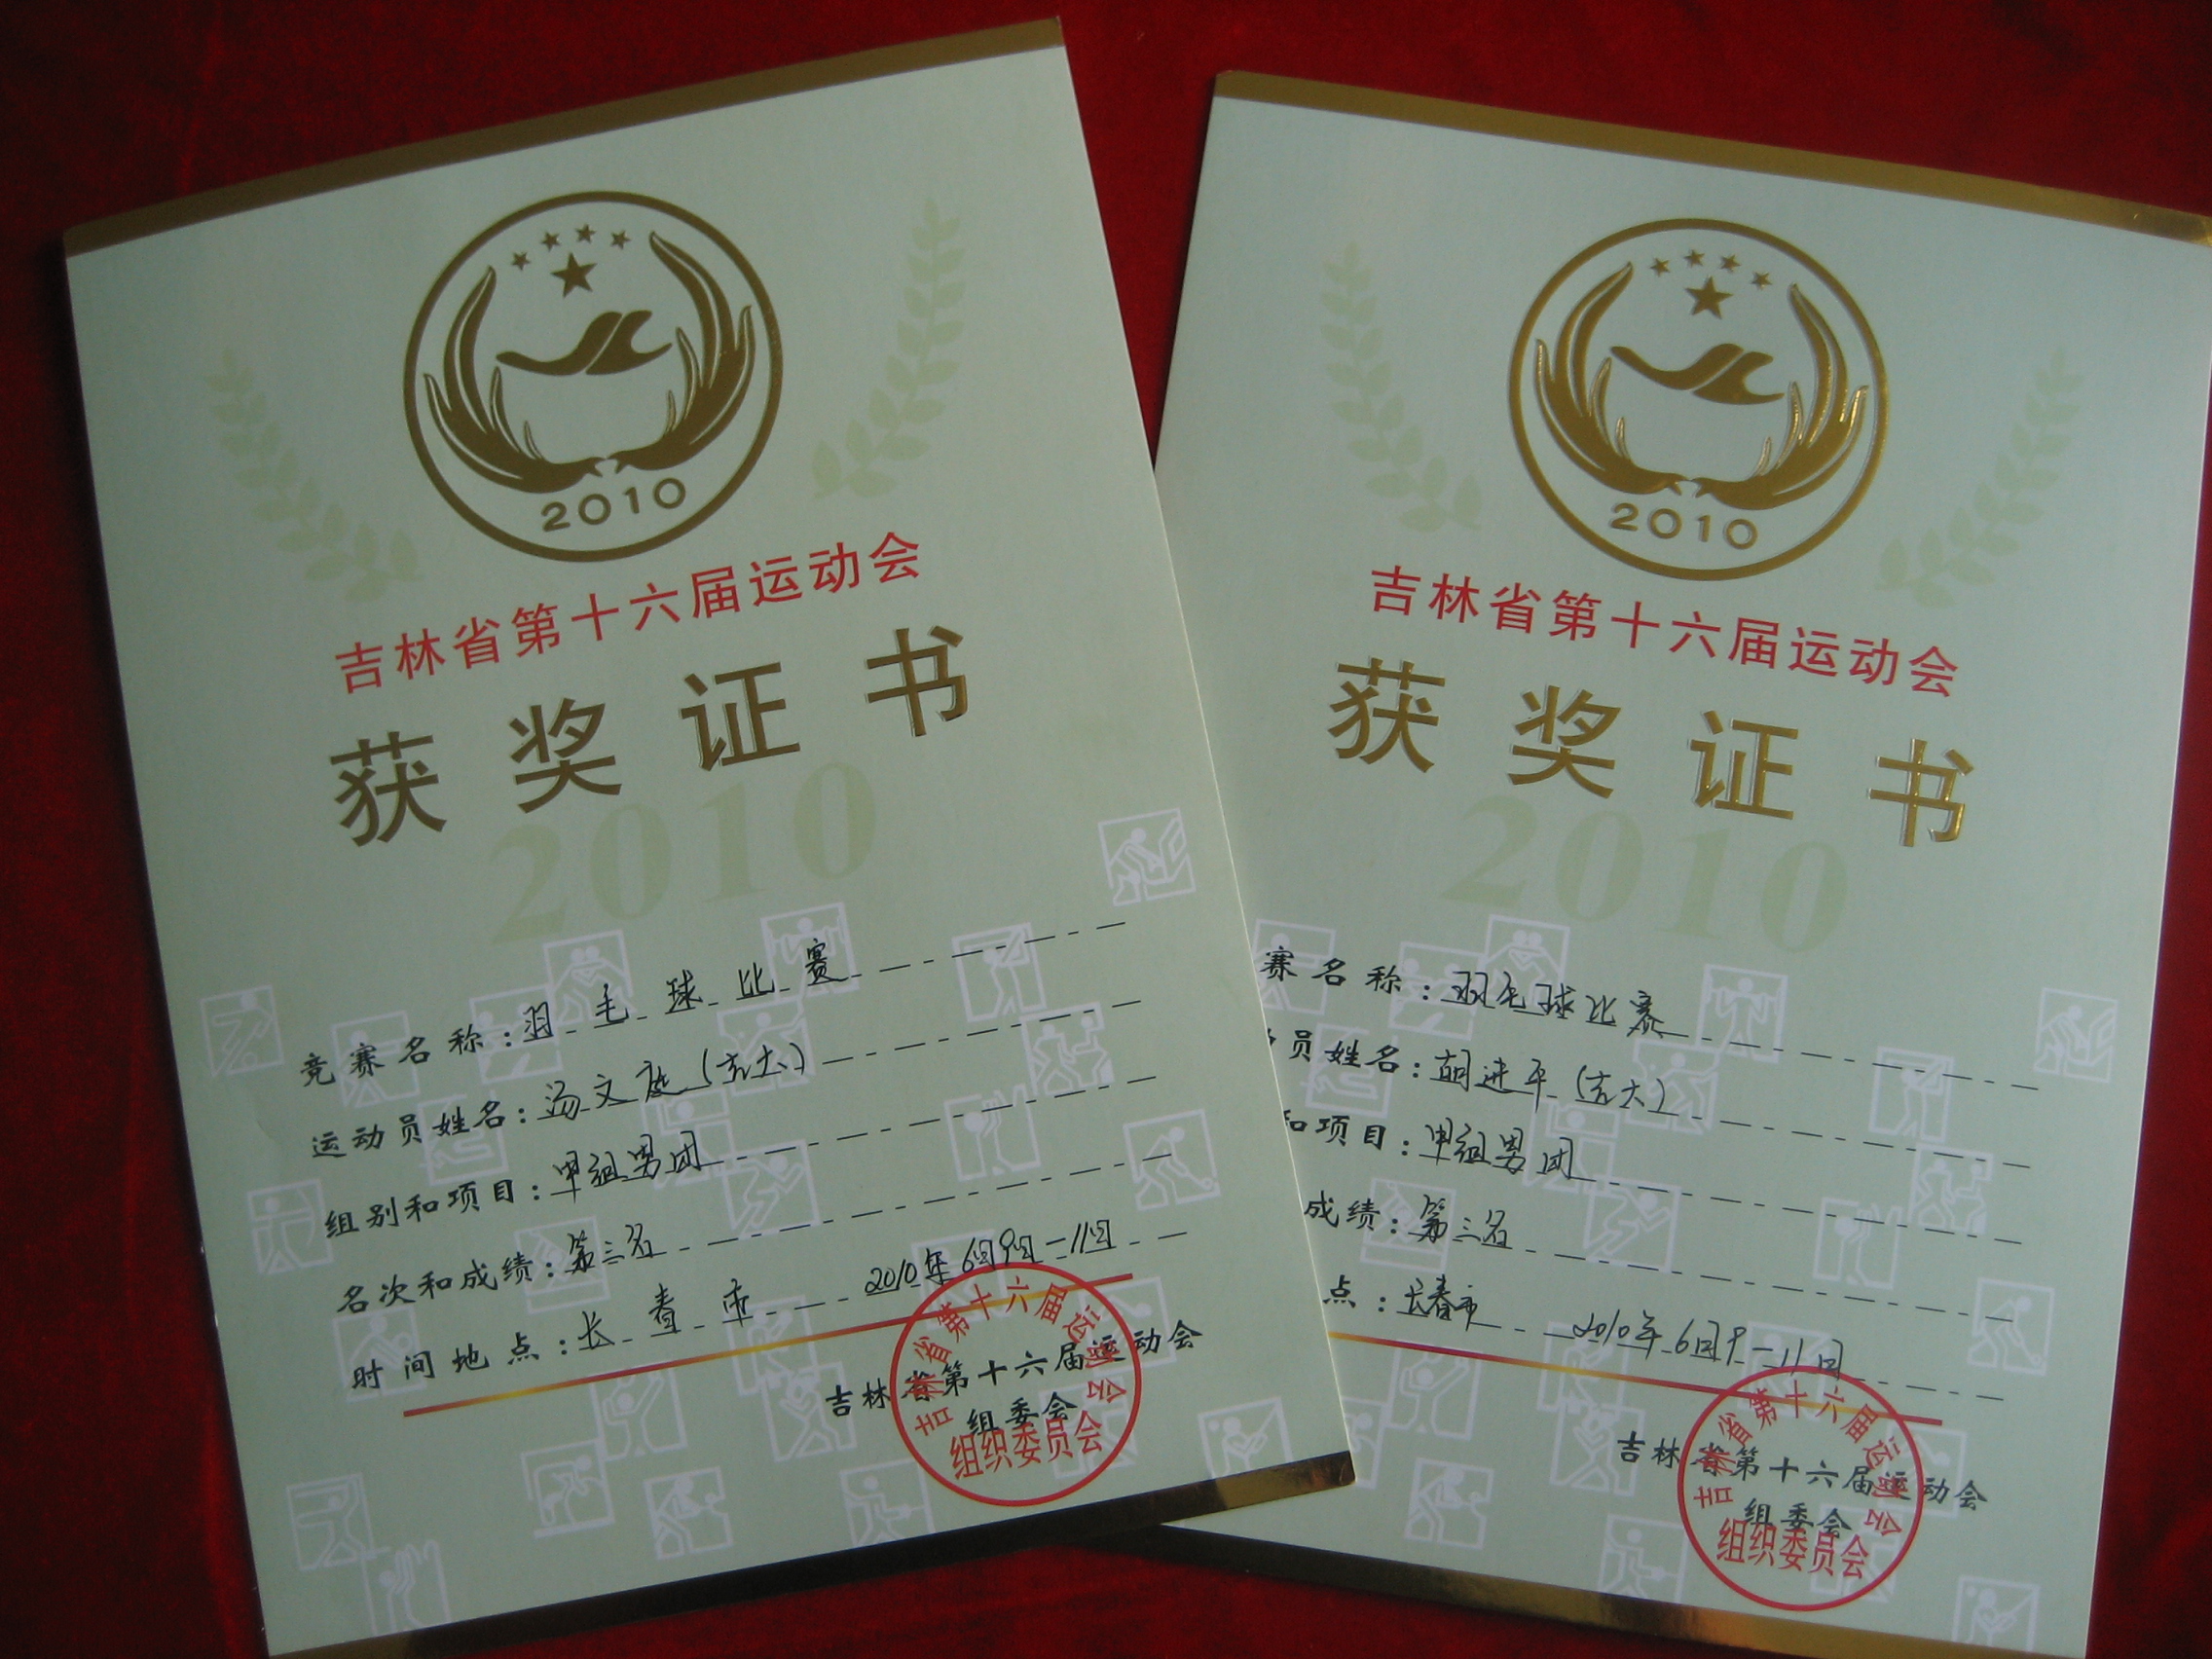 2010
吉林省第十六届运动会
获奖证书
2010
竞赛名称：羽毛球比赛
运动员姓名：汤文庭（吉大）
组别和项目：甲组男团
名次和成绩：第三名
时间地点：长春市 2010年6月9日-11日
吉林省第十六届运动会
组委会
吉林省第十六届运动会
组织委员会
2010
吉林省第十六届运动会
获奖证书
2010
赛名称：羽毛球比赛
员姓名：胡进平（吉大）
和项目：甲组男团
成绩：第三名
点：长春市 2010年6月9-11日
吉林省第十六届运动会
组委会
吉林省第十六届运动会
组织委员会